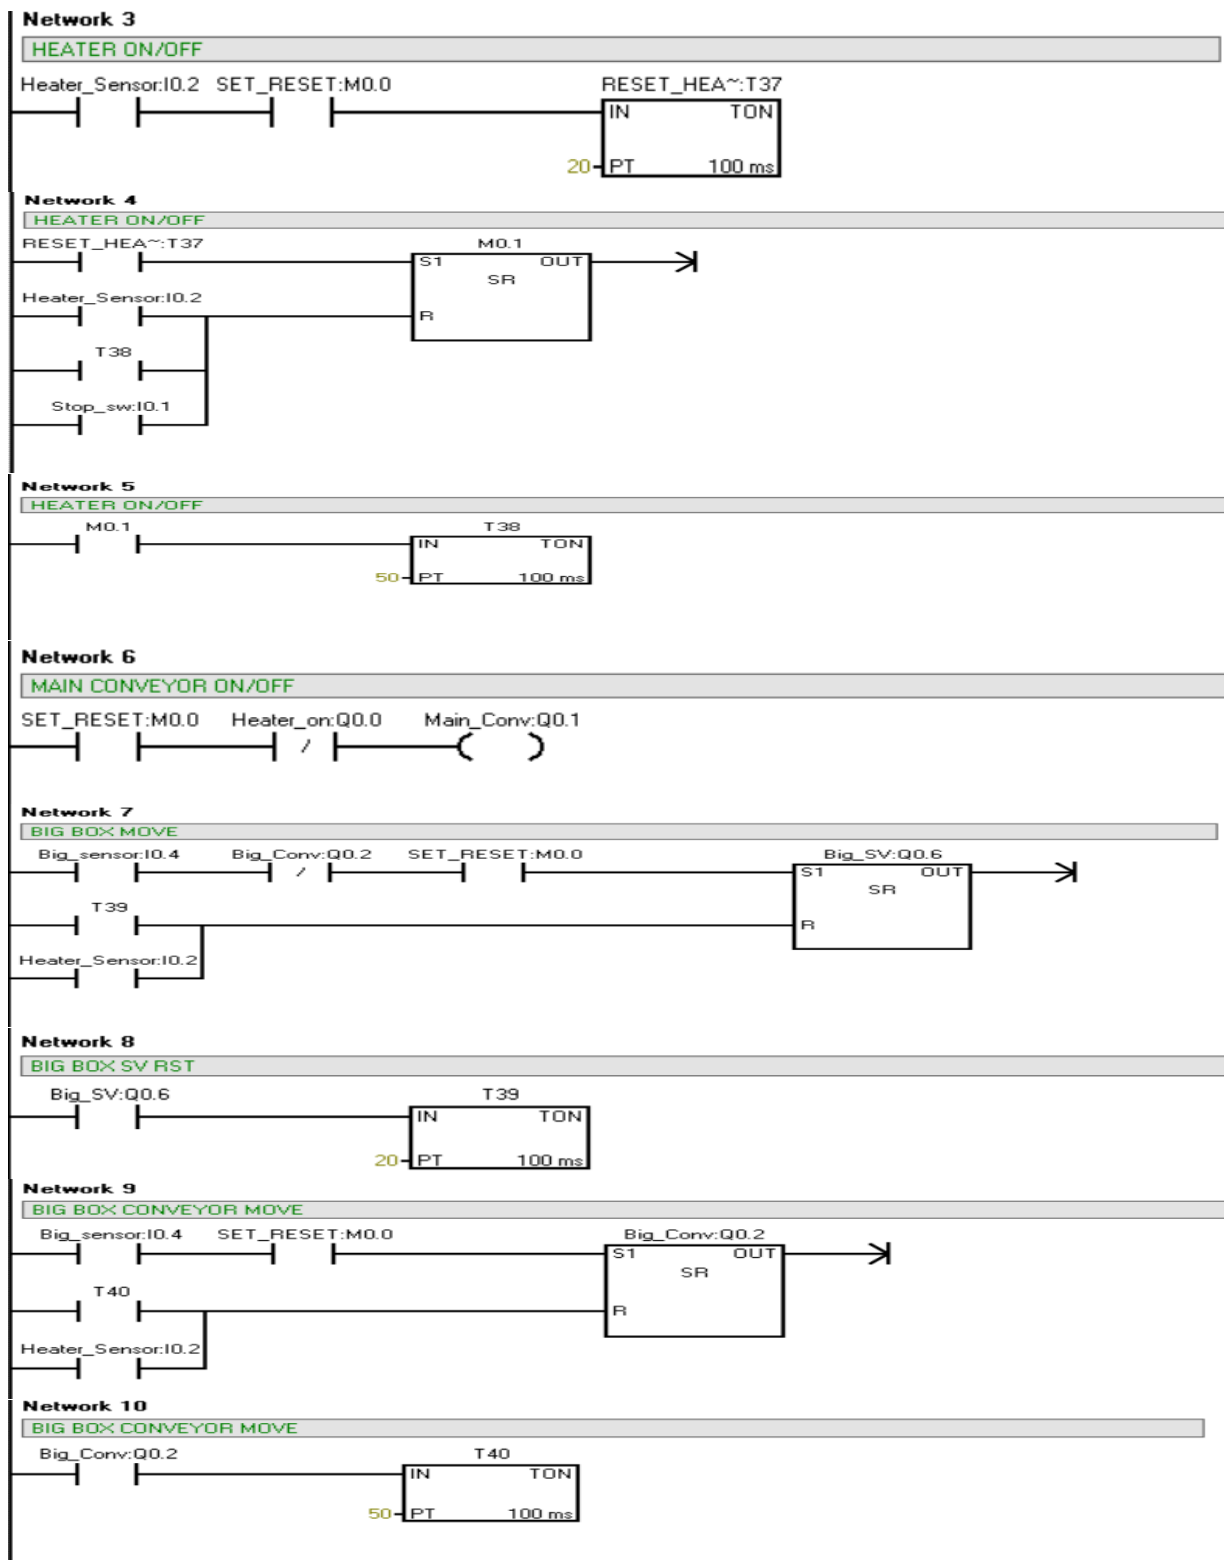 Network 3
HEATER ON/OFF
Heater_Sensor:I0.2 SET_RESET:M0.0 RESET_HEA~:T37
IN TON
20 PT 100 ms
Network 4
HEATER ON/OFF
RESET_HEA~:T37 M0.1
S1 OUT
SR
Heater_Sensor:I0.2
R
T38
Stop_sw:I0.1
Network 5
HEATER ON/OFF
M0.1 T38
IN TON
50 PT 100 ms
Network 6
MAIN CONVEYOR ON/OFF
SET_RESET:M0.0 Heater_on:Q0.0 Main_Conv:Q0.1
/
Network 7
BIG BOX MOVE
Big_sensor:I0.4 Big_Conv:Q0.2 SET_RESET:M0.0 Big_SV:Q0.6
/ S1 OUT
SR
T39
R
Heater_Sensor:I0.2
Network 8
BIG BOX SV RST
Big_SV:Q0.6 T39
IN TON
20 PT 100 ms
Network 9
BIG BOX CONVEYOR MOVE
Big_sensor:I0.4 SET_RESET:M0.0 Big_Conv:Q0.2
S1 OUT
SR
T40
R
Heater_Sensor:I0.2
Network 10
BIG BOX CONVEYOR MOVE
Big_Conv:Q0.2 T40
IN TON
50 PT 100 ms